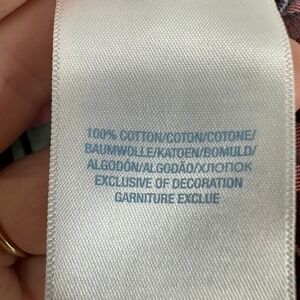 100% COTTON/COTON/COTONE/
BAUMWOLLE/KATOEN/BOMULD/
ALGODÓN/ALGODÃO/ХЛОПОК
EXCLUSIVE OF DECORATION
GARNITURE EXCLUE